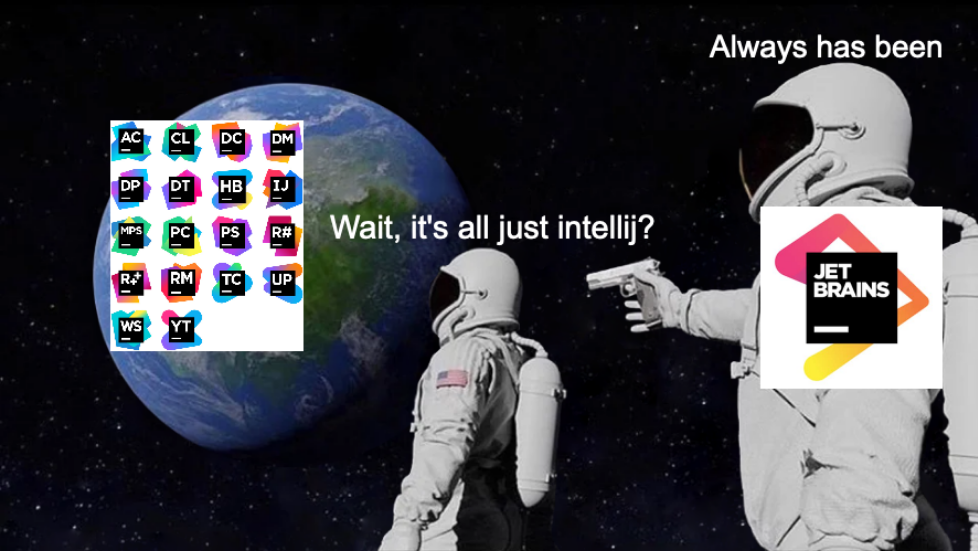 Always has been
AC CL DC DM
DP DT HB IJ
MPS PC PS R#
R++ RM TC UP
WS YT
Wait, it's all just intellij?
JET
BRAINS